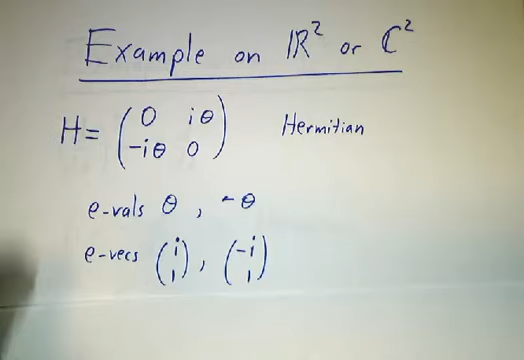 Example on ℝ² or ℂ²
H = ( 0 iθ ; -iθ 0 ) Hermitian
e-vals θ , -θ
e-vecs ( i ; 1 ) , ( -i ; 1 )